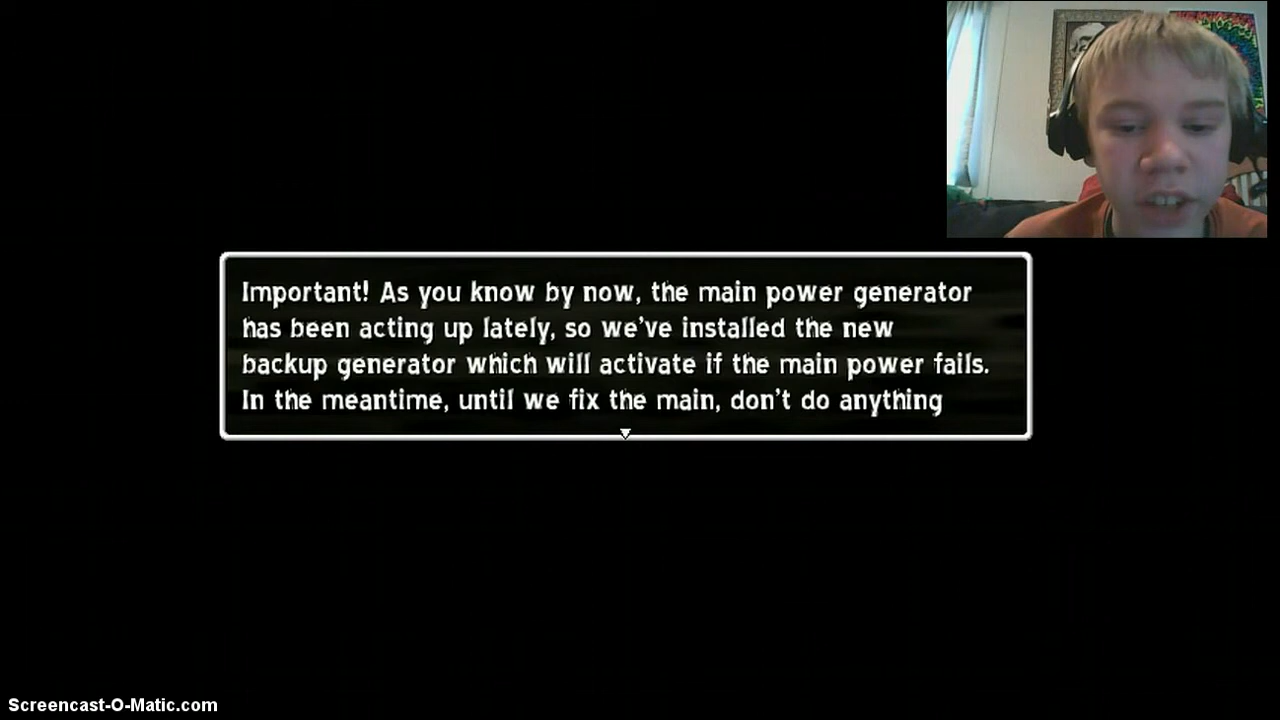 Important! As you know by now, the main power generator
has been acting up lately, so we've installed the new
backup generator which will activate if the main power fails.
In the meantime, until we fix the main, don't do anything
Screencast-O-Matic.com